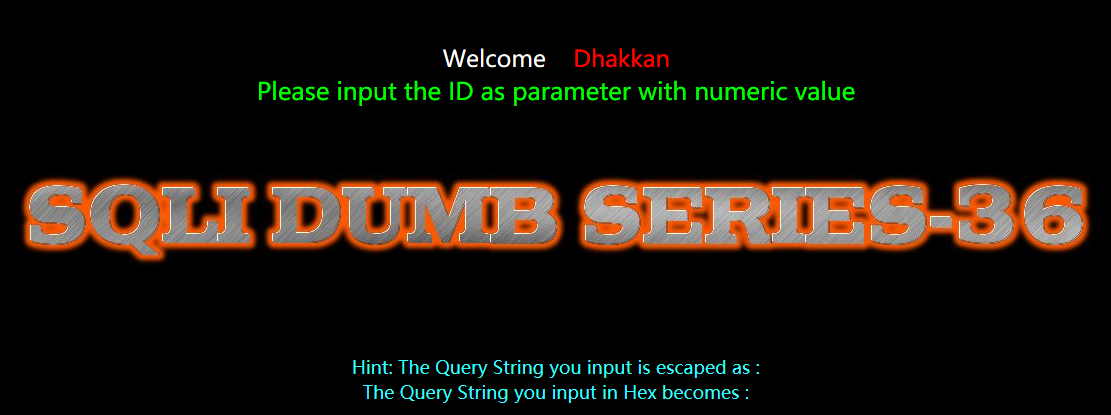 Welcome Dhakkan
Please input the ID as parameter with numeric value
SQLI DUMB SERIES-36
Hint: The Query String you input is escaped as :
The Query String you input in Hex becomes :